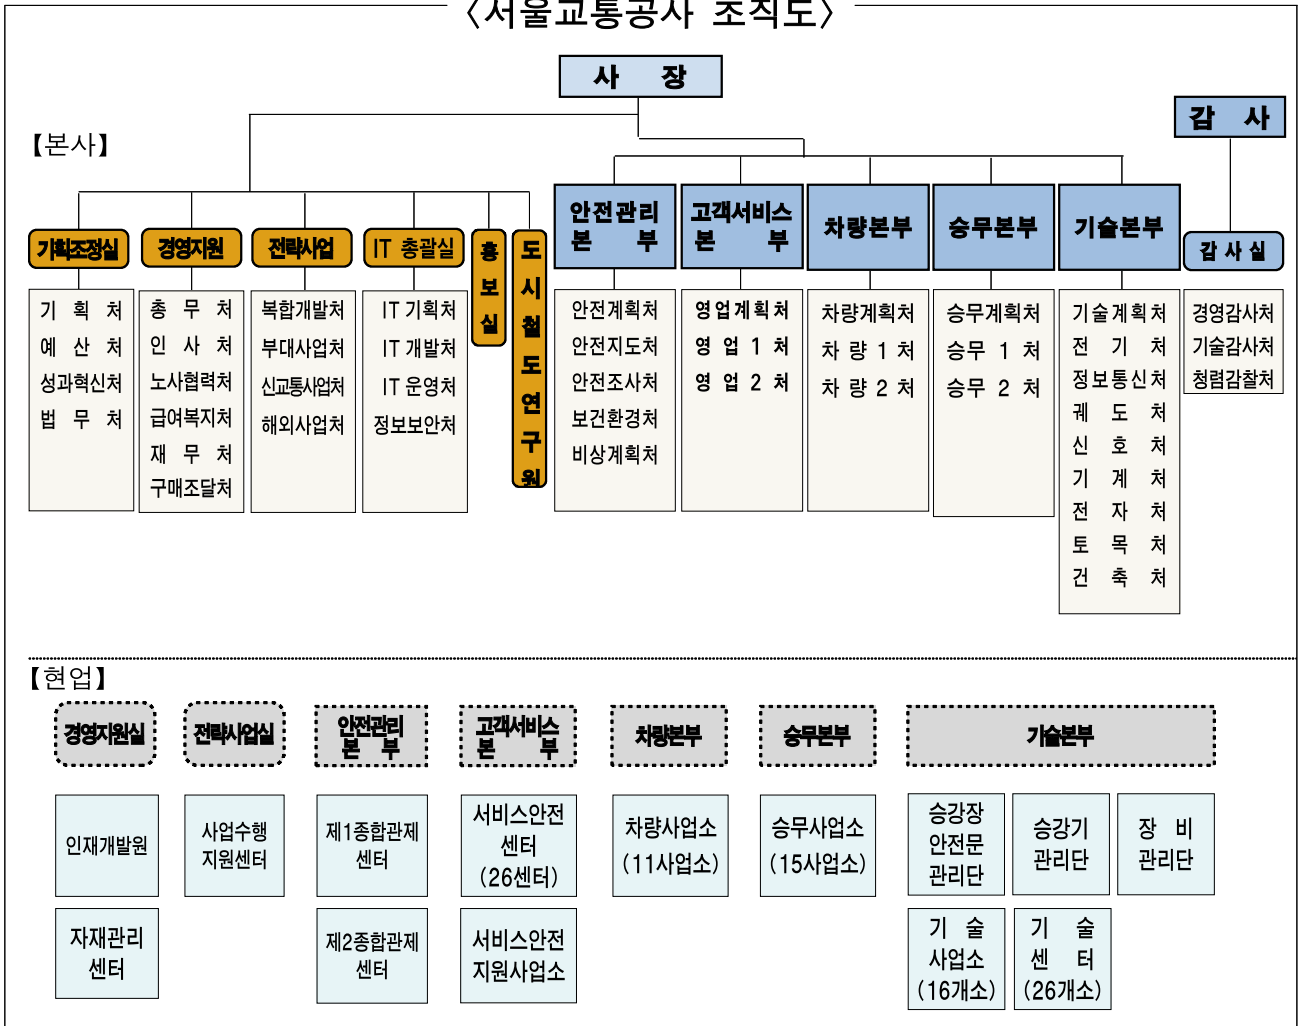 〈서울교통공사 조직도〉
사 장
감 사
【본사】
안전관리
본 부
고객서비스
본 부
차량본부
승무본부
기술본부
기획조정실
경영지원
전략사업
IT 총괄실
홍보실
도시철도연구원
감 사 실
기 획 처
예 산 처
성과혁신처
법 무 처
총 무 처
인 사 처
노사협력처
급여복지처
재 무 처
구매조달처
복합개발처
부대사업처
신교통사업처
해외사업처
IT 기획처
IT 개발처
IT 운영처
정보보안처
안전계획처
안전지도처
안전조사처
보건환경처
비상계획처
영업계획처
영 업 1 처
영 업 2 처
차량계획처
차 량 1 처
차 량 2 처
승무계획처
승무 1 처
승무 2 처
기술계획처
전 기 처
정보통신처
궤 도 처
신 호 처
기 계 처
전 자 처
토 목 처
건 축 처
경영감사처
기술감사처
청렴감찰처
【현업】
경영지원실
전략사업실
안전관리
본 부
고객서비스
본 부
차량본부
승무본부
기술본부
인재개발원
사업수행
지원센터
제1종합관제
센터
서비스안전
센터
(26센터)
차량사업소
(11사업소)
승무사업소
(15사업소)
승강장
안전문
관리단
승강기
관리단
장 비
관리단
자재관리
센터
제2종합관제
센터
서비스안전
지원사업소
기 술
사업소
(16개소)
기 술
센 터
(26개소)